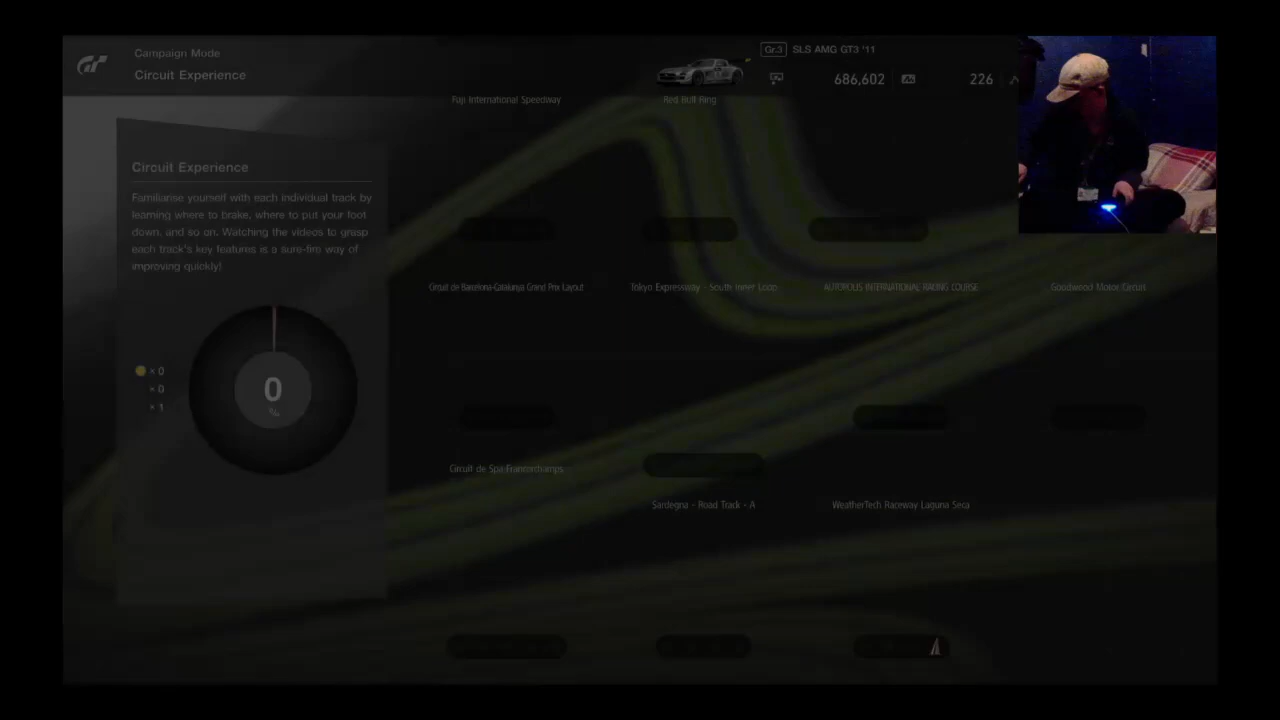 Campaign Mode
Circuit Experience
Gr.3 SLS AMG GT3 '11
686,602
226
Fuji International Speedway
Red Bull Ring
Circuit Experience
Familiarise yourself with each individual track by
learning where to brake, where to put your foot
down, and so on. Watching the videos to grasp
each track's key features is a sure-fire way of
improving quickly!
× 0
× 0
× 1
0
%
Circuit de Barcelona-Catalunya Grand Prix Layout
Tokyo Expressway - South Inner Loop
AUTOPOLIS INTERNATIONAL RACING COURSE
Goodwood Motor Circuit
Circuit de Spa-Francorchamps
Sardegna - Road Track - A
WeatherTech Raceway Laguna Seca